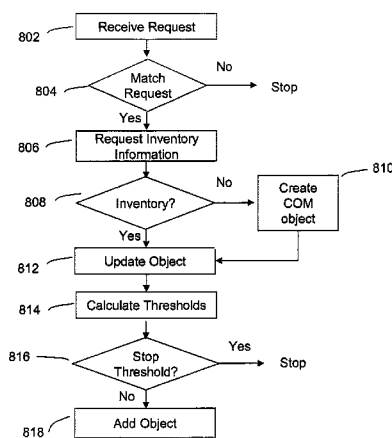 802
Receive Request
804
Match
Request
No
Stop
Yes
806
Request Inventory
Information
808
Inventory?
No
810
Create
COM
object
Yes
812
Update Object
814
Calculate Thresholds
816
Stop
Threshold?
Yes
Stop
No
818
Add Object